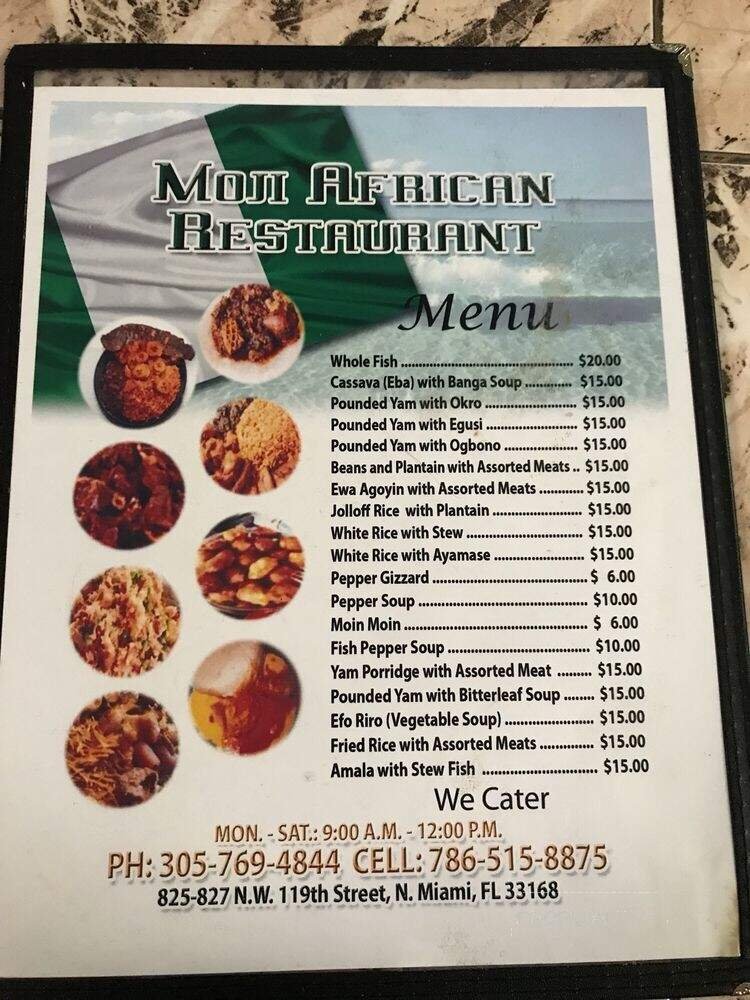 Moji African
Restaurant
Menu
Whole Fish ............................................ $20.00
Cassava (Eba) with Banga Soup ............ $15.00
Pounded Yam with Okro ....................... $15.00
Pounded Yam with Egusi ....................... $15.00
Pounded Yam with Ogbono .................. $15.00
Beans and Plantain with Assorted Meats .. $15.00
Ewa Agoyin with Assorted Meats ........... $15.00
Jolloff Rice with Plantain ...................... $15.00
White Rice with Stew ............................. $15.00
White Rice with Ayamase ...................... $15.00
Pepper Gizzard ...................................... $ 6.00
Pepper Soup .......................................... $10.00
Moin Moin ............................................. $ 6.00
Fish Pepper Soup ................................... $10.00
Yam Porridge with Assorted Meat ......... $15.00
Pounded Yam with Bitterleaf Soup ........ $15.00
Efo Riro (Vegetable Soup) ...................... $15.00
Fried Rice with Assorted Meats ............. $15.00
Amala with Stew Fish ............................ $15.00
We Cater
MON. - SAT.: 9:00 A.M. - 12:00 P.M.
PH: 305-769-4844 CELL: 786-515-8875
825-827 N.W. 119th Street, N. Miami, FL 33168